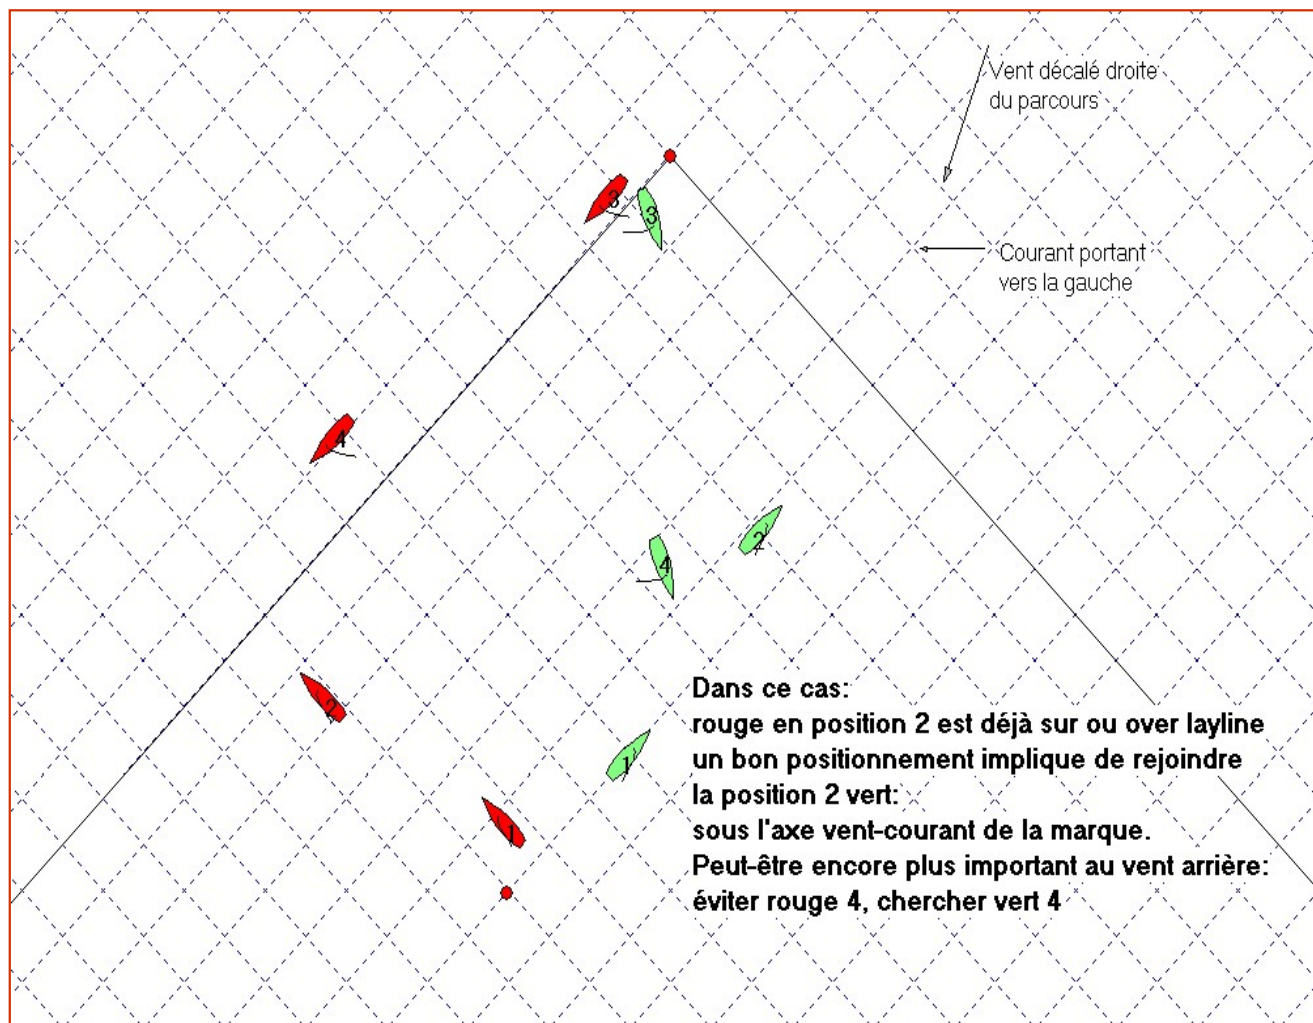 Vent décalé droite
du parcours
3
3
Courant portant
vers la gauche
4
2
4
Dans ce cas:
2
rouge en position 2 est déjà sur ou over layline
un bon positionnement implique de rejoindre
1
la position 2 vert:
1
sous l'axe vent-courant de la marque.
Peut-être encore plus important au vent arrière:
éviter rouge 4, chercher vert 4